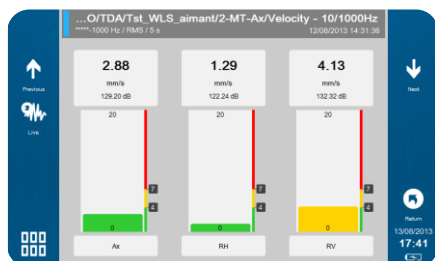 ...O/TDA/Tst_WLS_aimant/2-MT-Ax/Velocity - 10/1000Hz
*****-1000 Hz / RMS / 5 s
12/08/2013 14:31:36
Previous
Live
2.88
mm/s
129.20 dB
1.29
mm/s
122.24 dB
4.13
mm/s
132.32 dB
20
7
4
0
20
7
4
0
20
7
4
0
Ax
RH
RV
Next
Return
13/08/2013
17:41